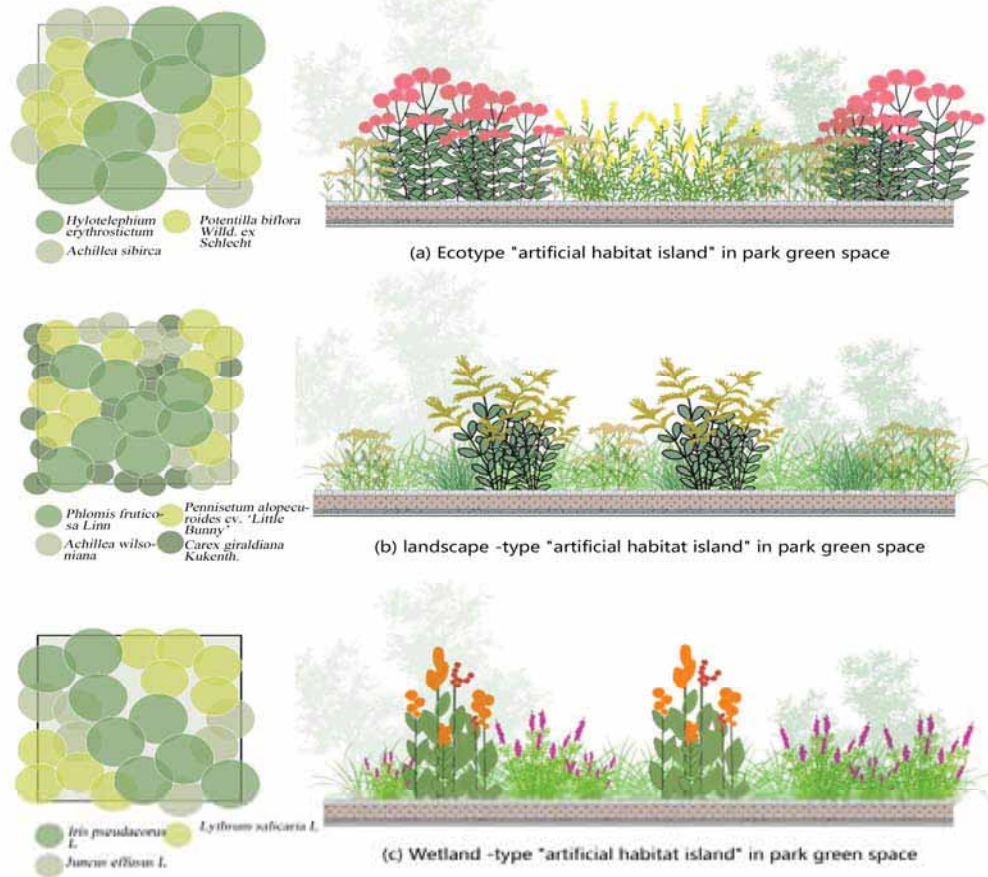 Hylotelephium
erythrostictum
Achillea sibirca
Potentilla biflora
Willd. ex
Schlecht
(a) Ecotype "artificial habitat island" in park green space
Phlomis frutico-
sa Linn
Achillea wilso-
niana
Pennisetum alopecu-
roides cv. 'Little
Bunny'
Carex giraldiana
Kukenth.
(b) landscape -type "artificial habitat island" in park green space
Iris pseudacorus
L
Juncus effusus L
Lythrum salicaria L
(c) Wetland -type "artificial habitat island" in park green space